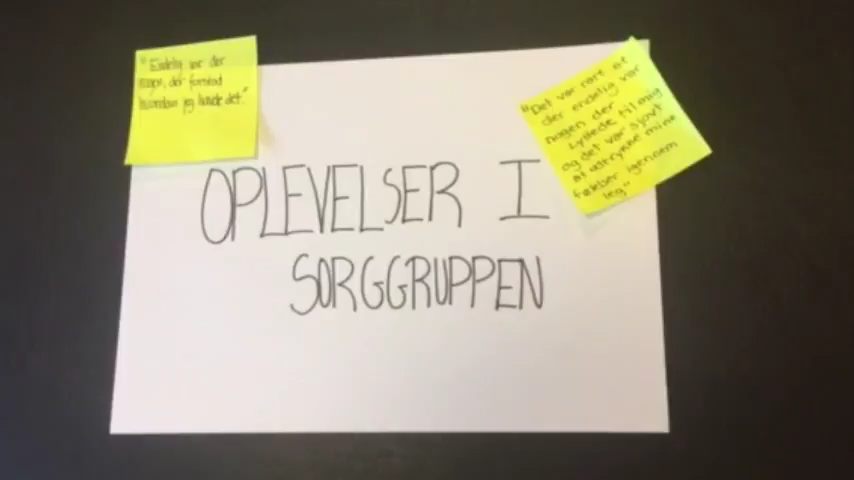 "Endelig var der
nogen, der forstod
hvordan jeg havde det."
"Det var rart at
der endelig var
nogen der
lyttede til mig
og det var sjovt
at udtrykke mine
følelser igennem
leg"
OPLEVELSER I
SORGGRUPPEN